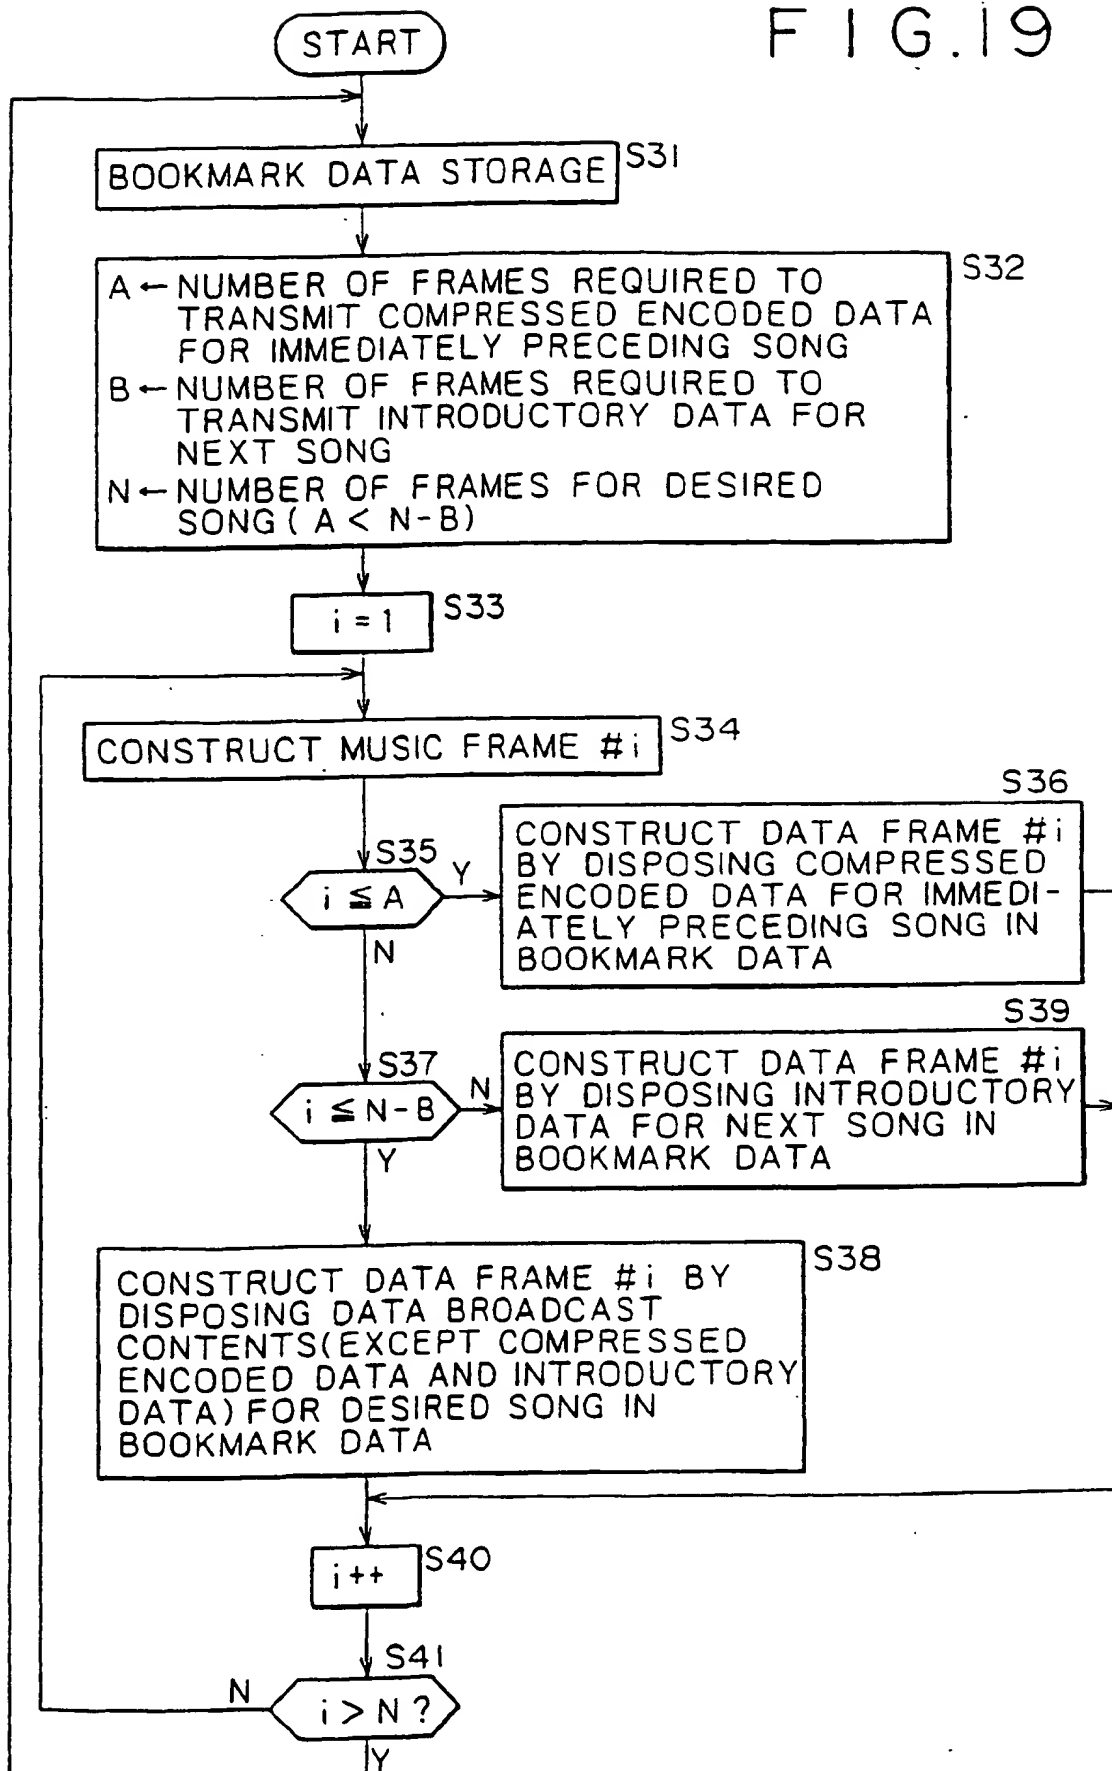 FIG.19
START
BOOKMARK DATA STORAGE
S31
S32
A ← NUMBER OF FRAMES REQUIRED TO
TRANSMIT COMPRESSED ENCODED DATA
FOR IMMEDIATELY PRECEDING SONG
B ← NUMBER OF FRAMES REQUIRED TO
TRANSMIT INTRODUCTORY DATA FOR
NEXT SONG
N ← NUMBER OF FRAMES FOR DESIRED
SONG ( A < N-B)
i = 1
S33
CONSTRUCT MUSIC FRAME #i
S34
S35
i ≦ A
Y
N
S36
CONSTRUCT DATA FRAME #i
BY DISPOSING COMPRESSED
ENCODED DATA FOR IMMEDI-
ATELY PRECEDING SONG IN
BOOKMARK DATA
S37
i ≦ N-B
N
Y
S39
CONSTRUCT DATA FRAME #i
BY DISPOSING INTRODUCTORY
DATA FOR NEXT SONG IN
BOOKMARK DATA
S38
CONSTRUCT DATA FRAME #i BY
DISPOSING DATA BROADCAST
CONTENTS(EXCEPT COMPRESSED
ENCODED DATA AND INTRODUCTORY
DATA) FOR DESIRED SONG IN
BOOKMARK DATA
i++
S40
S41
i > N ?
N
Y